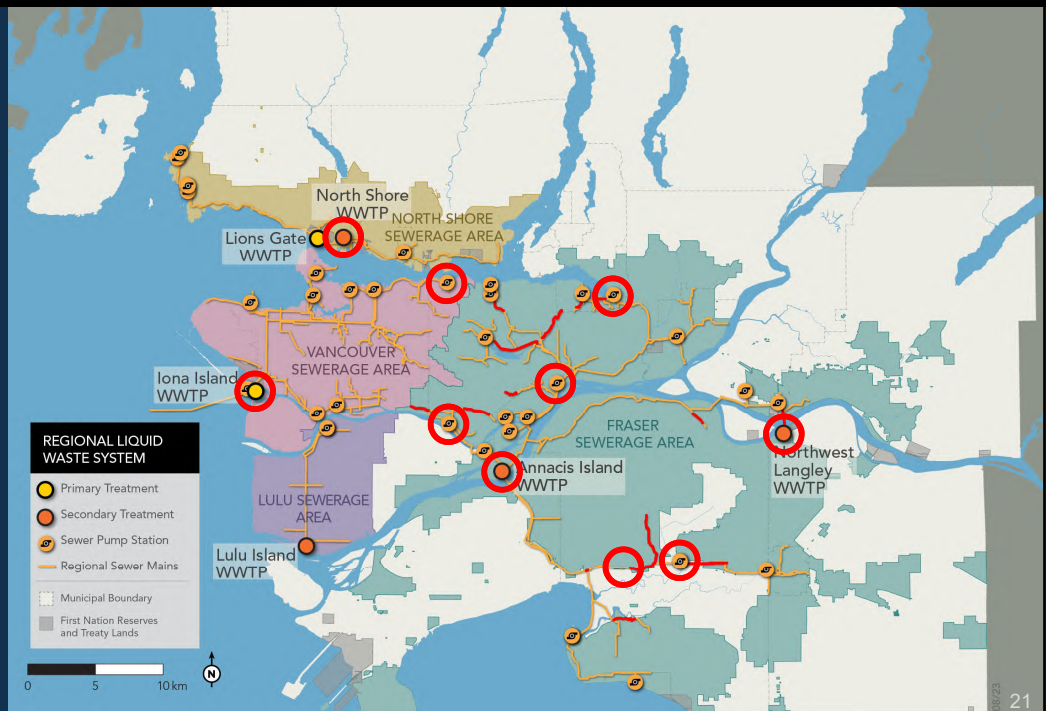 North Shore
WWTP
NORTH SHORE
SEWERAGE AREA
Lions Gate
WWTP
VANCOUVER
SEWERAGE AREA
Iona Island
WWTP
FRASER
SEWERAGE AREA
Northwest
Langley
WWTP
Annacis Island
WWTP
LULU SEWERAGE
AREA
Lulu Island
WWTP
REGIONAL LIQUID
WASTE SYSTEM
Primary Treatment
Secondary Treatment
Sewer Pump Station
Regional Sewer Mains
Municipal Boundary
First Nation Reserves
and Treaty Lands
0 5 10 km
N
08/23
21